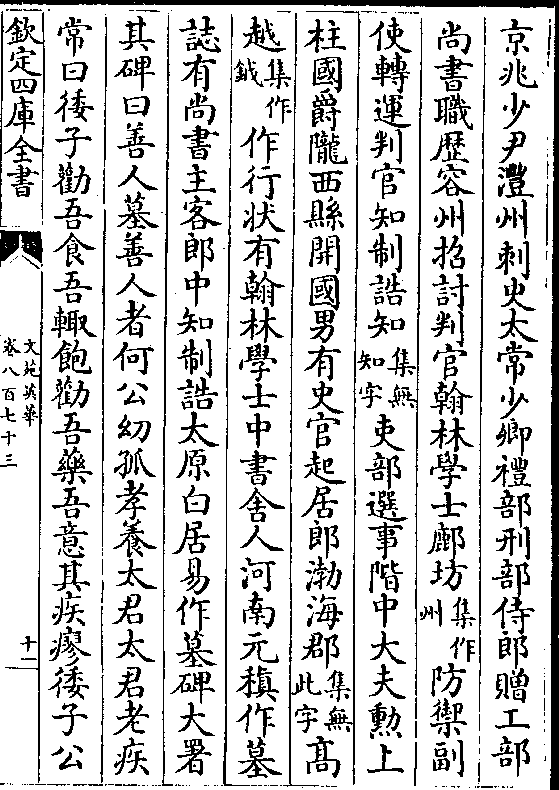 京兆少尹灃州刺史太常少卿禮部刑部侍郎贈工部
尚書職歴容州招討判官翰林學士鄜坊集作州防禦副
使轉運判官知制誥知集無知字吏部選事階中大夫勲上
柱國爵隴西縣開國男有史官起居郎渤海郡集無此字髙
越集作鉞作行狀有翰林學士中書舍人河南元稹作墓
誌有尚書主客郎中知制誥太原白居易作墓碑大署
其碑曰善人墓善人者何公幼孤孝養太君太君老疾
常曰㣦子勸吾食吾輙飽勸吾藥吾意其疾瘳㣦子公
欽定四庫全書
文苑英華
卷八百七十三
十一